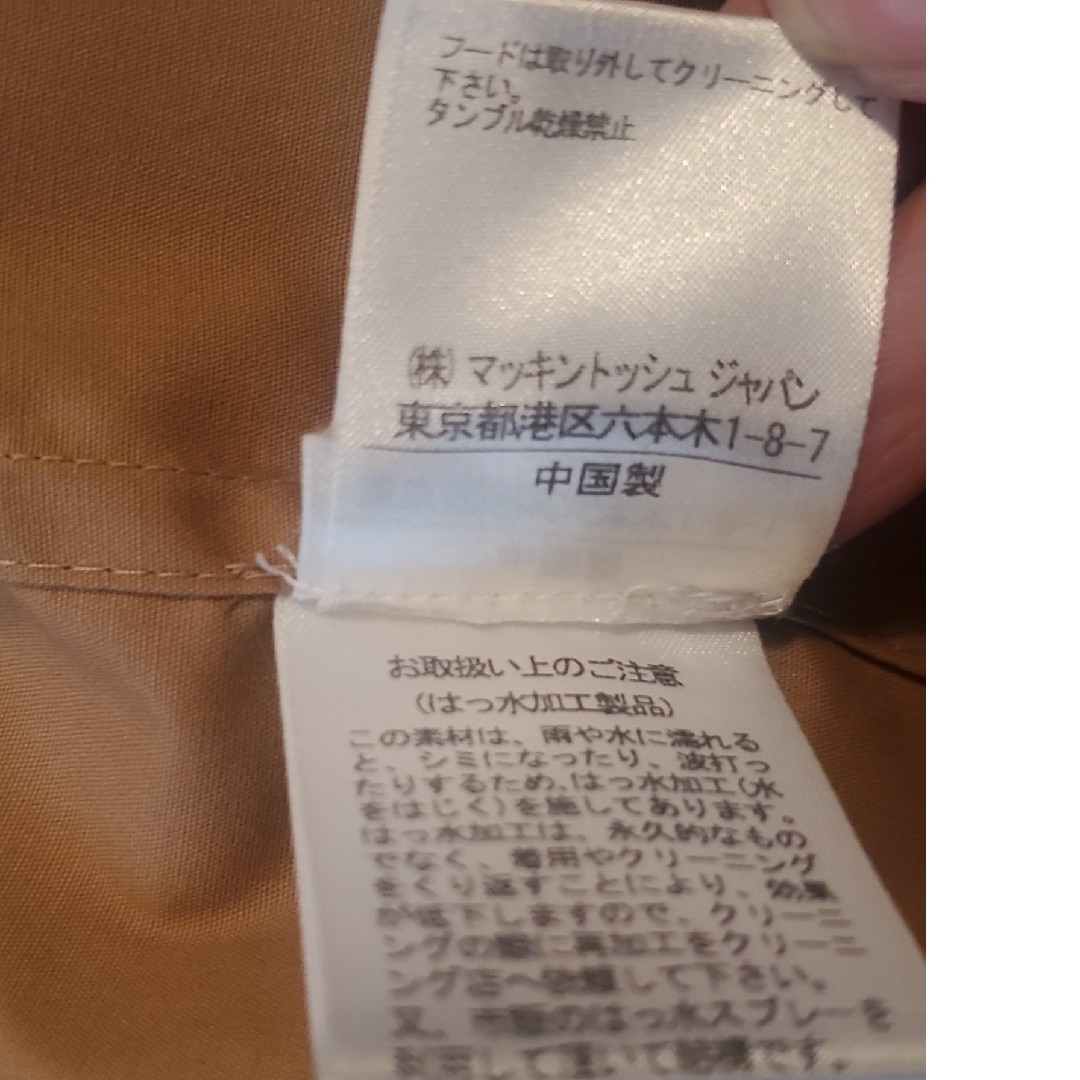 フードは取り外してクリーニングして
下さい。
タンブル乾燥禁止
(株) マッキントッシュ ジャパン
東京都港区六本木1-8-7
中国製
お取扱い上のご注意
(はっ水加工製品)
この素材は、雨や水に濡れる
と、シミになったり、波打っ
たりするため、はっ水加工(水
をはじく)を施してあります。
はっ水加工は、永久的なもの
でなく、着用やクリーニング
をくり返すことにより、効果
が低下しますので、クリーニ
ングの際に再加工をクリーニ
ング店へ依頼して下さい。
又、市販のはっ水スプレーを
して頂いて結構です。